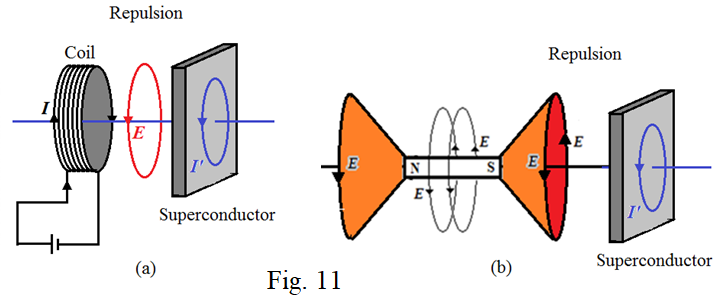 Repulsion
Coil
I
E
I'
Superconductor
(a)
Repulsion
E
N
S
E
E
E
E
I'
Superconductor
(b)
Fig. 11